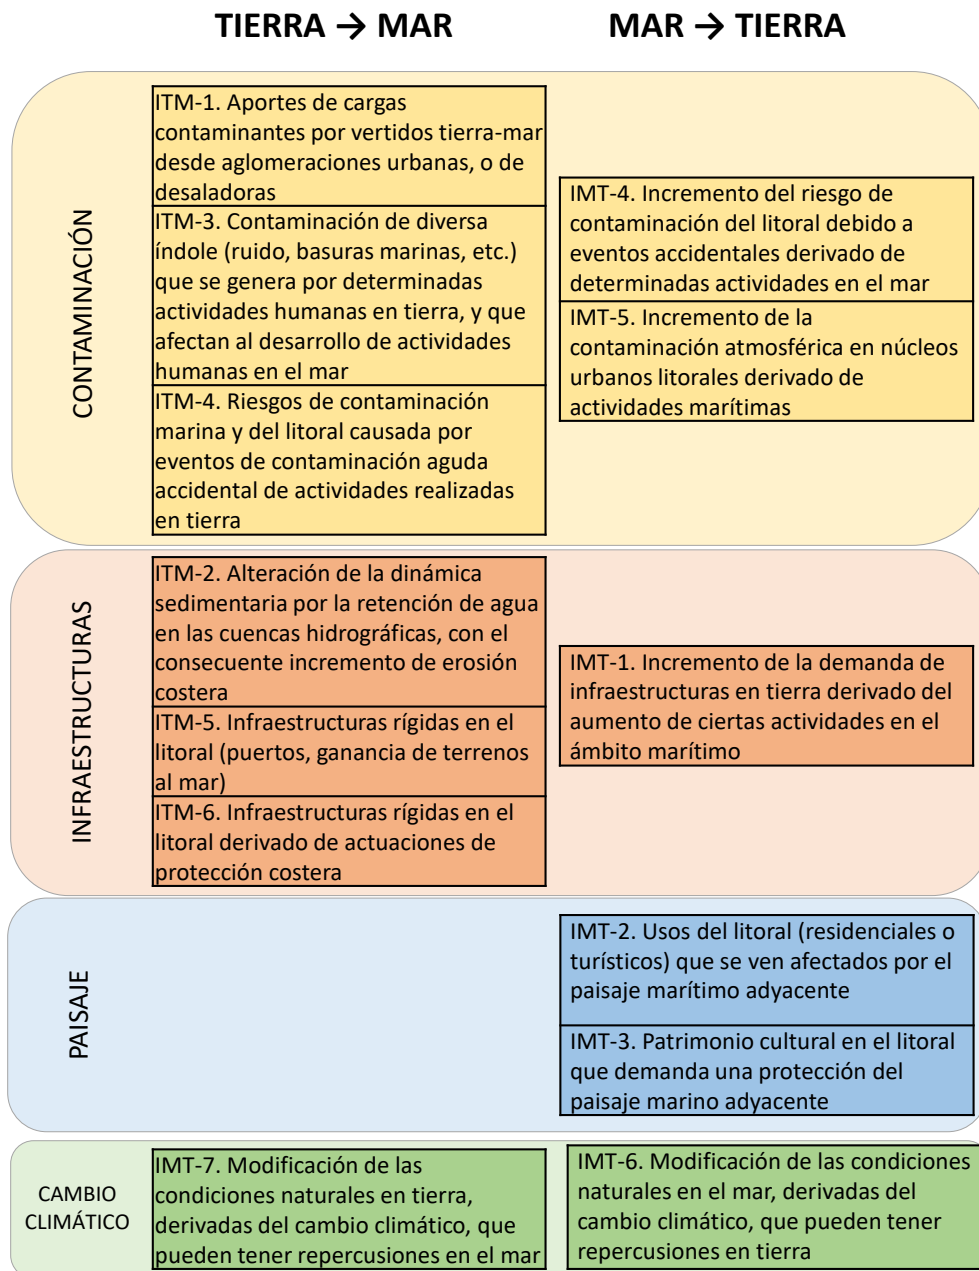 TIERRA → MAR
MAR → TIERRA
CONTAMINACIÓN
ITM-1. Aportes de cargas
contaminantes por vertidos tierra-mar
desde aglomeraciones urbanas, o de
desaladoras
ITM-3. Contaminación de diversa
índole (ruido, basuras marinas, etc.)
que se genera por determinadas
actividades humanas en tierra, y que
afectan al desarrollo de actividades
humanas en el mar
ITM-4. Riesgos de contaminación
marina y del litoral causada por
eventos de contaminación aguda
accidental de actividades realizadas
en tierra
IMT-4. Incremento del riesgo de
contaminación del litoral debido a
eventos accidentales derivado de
determinadas actividades en el mar
IMT-5. Incremento de la
contaminación atmosférica en núcleos
urbanos litorales derivado de
actividades marítimas
INFRAESTRUCTURAS
ITM-2. Alteración de la dinámica
sedimentaria por la retención de agua
en las cuencas hidrográficas, con el
consecuente incremento de erosión
costera
ITM-5. Infraestructuras rígidas en el
litoral (puertos, ganancia de terrenos
al mar)
ITM-6. Infraestructuras rígidas en el
litoral derivado de actuaciones de
protección costera
IMT-1. Incremento de la demanda de
infraestructuras en tierra derivado del
aumento de ciertas actividades en el
ámbito marítimo
PAISAJE
IMT-2. Usos del litoral (residenciales o
turísticos) que se ven afectados por el
paisaje marítimo adyacente
IMT-3. Patrimonio cultural en el litoral
que demanda una protección del
paisaje marino adyacente
CAMBIO
CLIMÁTICO
IMT-7. Modificación de las
condiciones naturales en tierra,
derivadas del cambio climático, que
pueden tener repercusiones en el mar
IMT-6. Modificación de las condiciones
naturales en el mar, derivadas del
cambio climático, que pueden tener
repercusiones en tierra